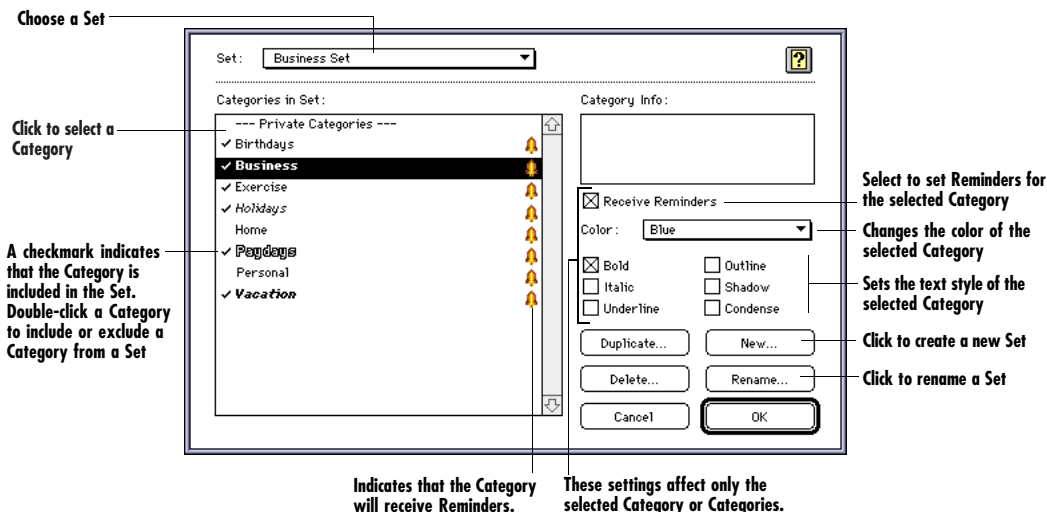 Choose a Set
Set: Business Set
Categories in Set:
Category Info:
Click to select a
Category
--- Private Categories ---
✓ Birthdays
✓ Business
✓ Exercise
✓ Holidays
Home
✓ Paydays
Personal
✓ Vacation
A checkmark indicates
that the Category is
included in the Set.
Double-click a Category
to include or exclude a
Category from a Set
Receive Reminders
Color: Blue
Bold
Outline
Italic
Shadow
Underline
Condense
Duplicate...
New...
Delete...
Rename...
Cancel
OK
Select to set Reminders for
the selected Category
Changes the color of the
selected Category
Sets the text style of the
selected Category
Click to create a new Set
Click to rename a Set
Indicates that the Category
will receive Reminders.
These settings affect only the
selected Category or Categories.